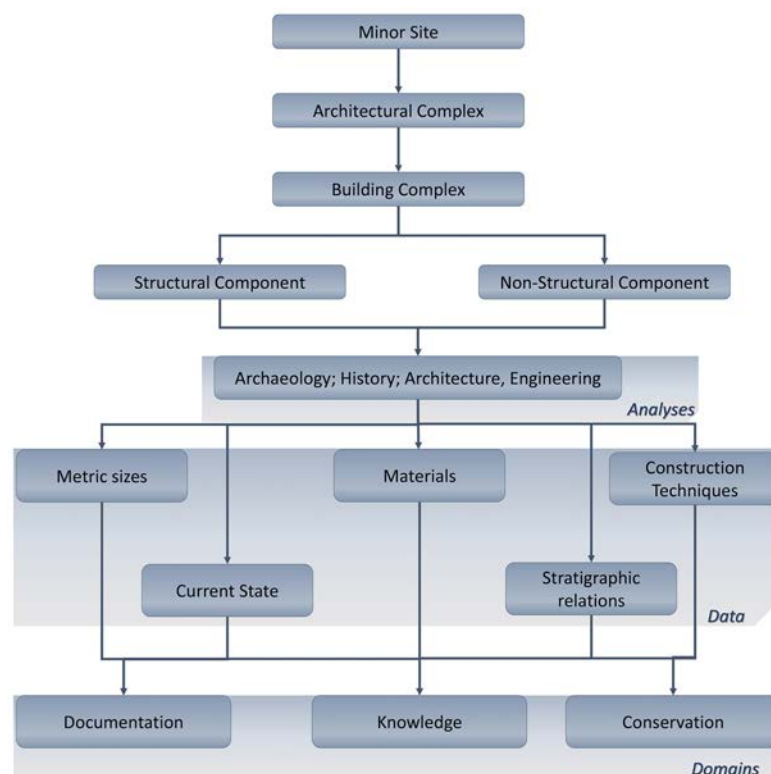 Minor Site
Architectural Complex
Building Complex
Structural Component
Non-Structural Component
Archaeology; History; Architecture, Engineering
Analyses
Metric sizes
Materials
Construction
Techniques
Current State
Stratigraphic
relations
Data
Documentation
Knowledge
Conservation
Domains